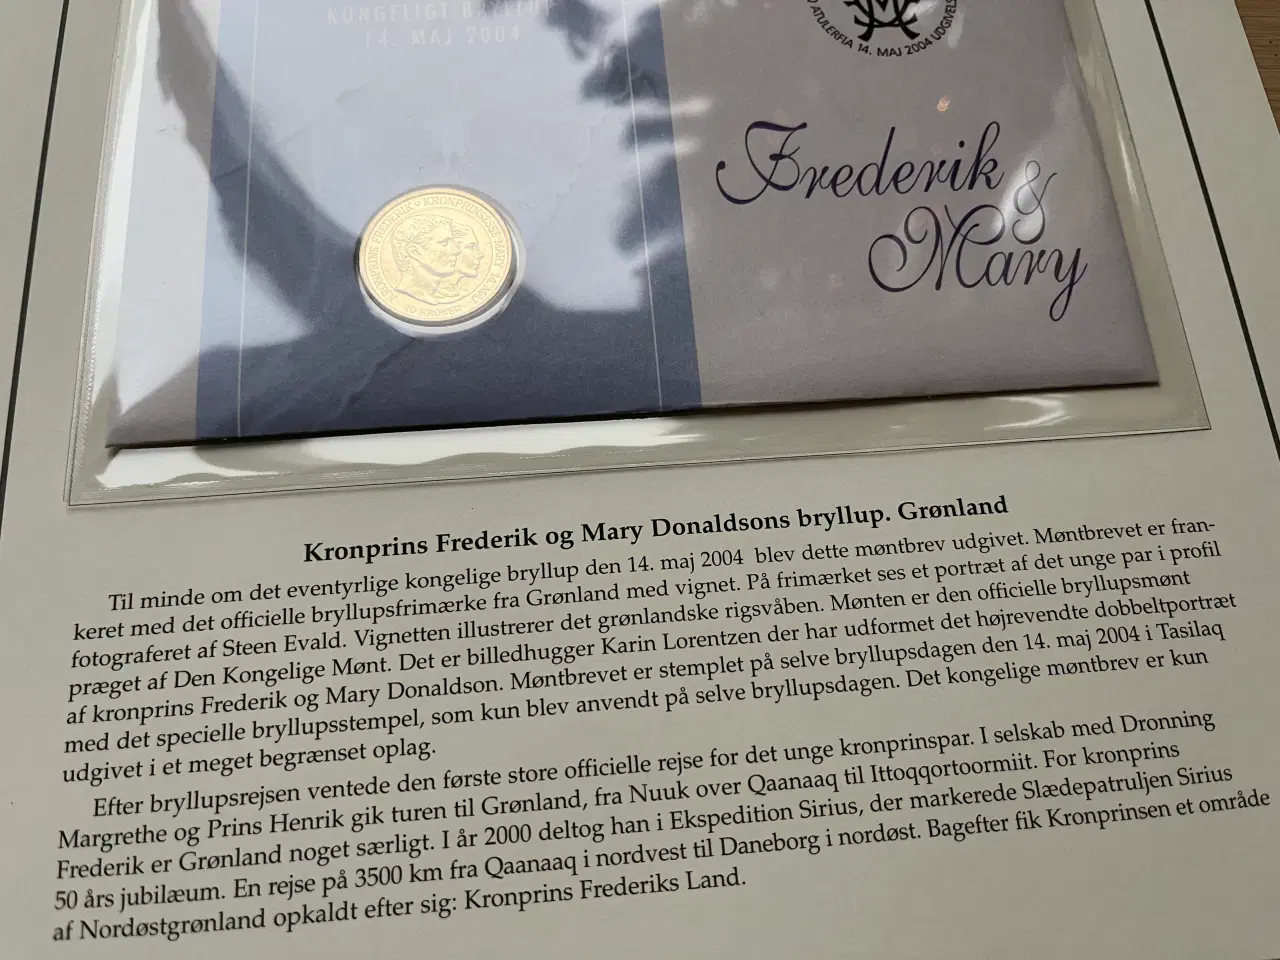 KONGELIGT BRYLLUP
14. MAJ 2004
ATULERFIA 14. MAJ 2004 UDGIVELS
Frederik
&
Mary
KRONPRINS FREDERIK KRONPRINSESSE MARY 14. MAJ
20 KRONER
Kronprins Frederik og Mary Donaldsons bryllup. Grønland
Til minde om det eventyrlige kongelige bryllup den 14. maj 2004 blev dette møntbrev udgivet. Møntbrevet er fran-
keret med det officielle bryllupsfrimærke fra Grønland med vignet. På frimærket ses et portræt af det unge par i profil
fotograferet af Steen Evald. Vignetten illustrerer det grønlandske rigsvåben. Mønten er den officielle bryllupsmønt
præget af Den Kongelige Mønt. Det er billedhugger Karin Lorentzen der har udformet det højrevendte dobbeltportræt
af kronprins Frederik og Mary Donaldson. Møntbrevet er stemplet på selve bryllupsdagen den 14. maj 2004 i Tasilaq
med det specielle bryllupsstempel, som kun blev anvendt på selve bryllupsdagen. Det kongelige møntbrev er kun
udgivet i et meget begrænset oplag.
Efter bryllupsrejsen ventede den første store officielle rejse for det unge kronprinspar. I selskab med Dronning
Margrethe og Prins Henrik gik turen til Grønland, fra Nuuk over Qaanaaq til Ittoqqortoormiit. For kronprins
Frederik er Grønland noget særligt. I år 2000 deltog han i Ekspedition Sirius, der markerede Slædepatruljen Sirius
50 års jubilæum. En rejse på 3500 km fra Qaanaaq i nordvest til Daneborg i nordøst. Bagefter fik Kronprinsen et område
af Nordøstgrønland opkaldt efter sig: Kronprins Frederiks Land.